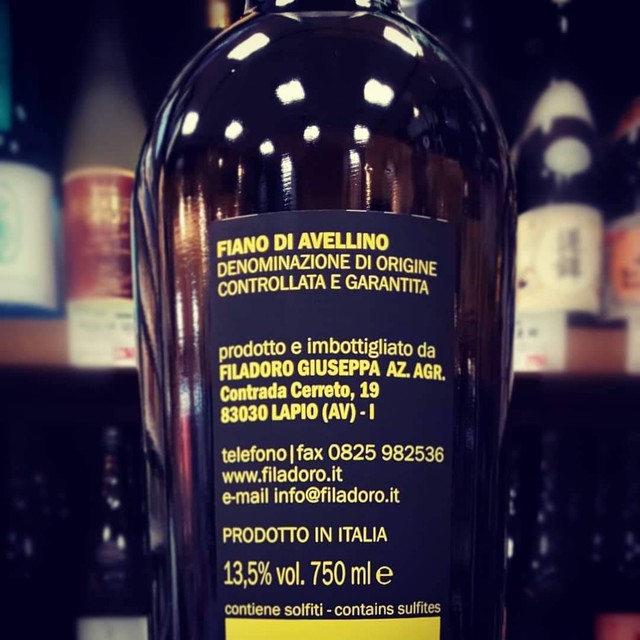 FIANO DI AVELLINO
DENOMINAZIONE DI ORIGINE
CONTROLLATA E GARANTITA
prodotto e imbottigliato da
FILADORO GIUSEPPA AZ. AGR.
Contrada Cerreto, 19
83030 LAPIO (AV) - I
telefono|fax 0825 982536
www.filadoro.it
e-mail info@filadoro.it
PRODOTTO IN ITALIA
13,5% vol. 750 ml e
contiene solfiti - contains sulfites